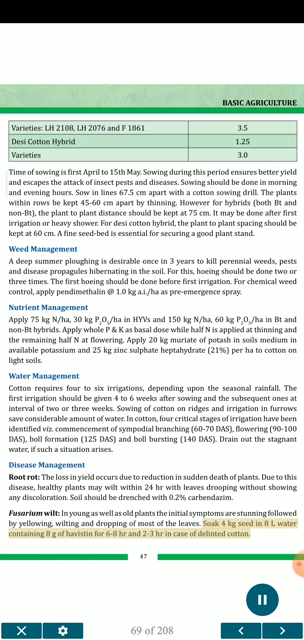 BASIC AGRICULTURE
Varieties: LH 2108, LH 2076 and F 1861 3.5
Desi Cotton Hybrid 1.25
Varieties 3.0
Time of sowing is first April to 15th May. Sowing during this period ensures better yield
and escapes the attack of insect pests and diseases. Sowing should be done in morning
and evening hours. Sow in lines 67.5 cm apart with a cotton sowing drill. The plants
within rows be kept 45-60 cm apart by thinning. However for hybrids (both Bt and
non-Bt), the plant to plant distance should be kept at 75 cm. It may be done after first
irrigation or heavy shower. For desi cotton hybrid, the plant to plant spacing should be
kept at 60 cm. A fine seed-bed is essential for securing a good plant stand.
Weed Management
A deep summer ploughing is desirable once in 3 years to kill perennial weeds, pests
and disease propagules hibernating in the soil. For this, hoeing should be done two or
three times. The first hoeing should be done before first irrigation. For chemical weed
control, apply pendimethalin @ 1.0 kg a.i./ha as pre-emergence spray.
Nutrient Management
Apply 75 kg N/ha, 30 kg P₂O₅/ha in HYVs and 150 kg N/ha, 60 kg P₂O₅/ha in Bt and
non-Bt hybrids. Apply whole P & K as basal dose while half N is applied at thinning and
the remaining half N at flowering. Apply 20 kg muriate of potash in soils medium in
available potassium and 25 kg zinc sulphate heptahydrate (21%) per ha to cotton on
light soils.
Water Management
Cotton requires four to six irrigations, depending upon the seasonal rainfall. The
first irrigation should be given 4 to 6 weeks after sowing and the subsequent ones at
interval of two or three weeks. Sowing of cotton on ridges and irrigation in furrows
save considerable amount of water. In cotton, four critical stages of irrigation have been
identified viz. commencement of sympodial branching (60-70 DAS), flowering (90-100
DAS), boll formation (125 DAS) and boll bursting (140 DAS). Drain out the stagnant
water, if such a situation arises.
Disease Management
Root rot: The loss in yield occurs due to reduction in sudden death of plants. Due to this
disease, healthy plants may wilt within 24 hr with leaves drooping without showing
any discoloration. Soil should be drenched with 0.2% carbendazim.
Fusarium wilt: In young as well as old plants the initial symptoms are stunning followed
by yellowing, wilting and dropping of most of the leaves. Soak 4 kg seed in 8 L water
containing 8 g of bavistin for 6-8 hr and 2-3 hr in case of delinted cotton.
47
69 of 208